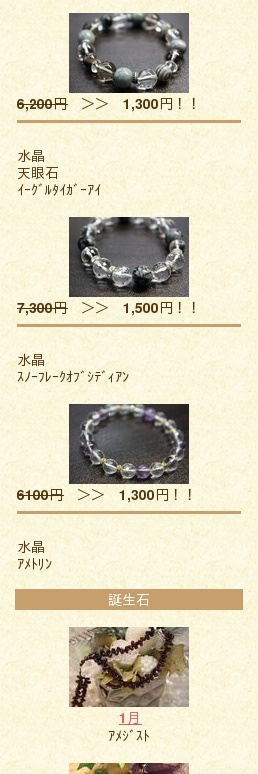 6,200円 >> 1,300円！！
水晶
天眼石
ｲｰｸﾞﾙﾀｲｶﾞｰｱｲ
7,300円 >> 1,500円！！
水晶
ｽﾉｰﾌﾚｰｸｵﾌﾞｼﾃﾞｨｱﾝ
6100円 >> 1,300円！！
水晶
ｱﾒﾄﾘﾝ
誕生石
1月
ｱﾒｼﾞｽﾄ